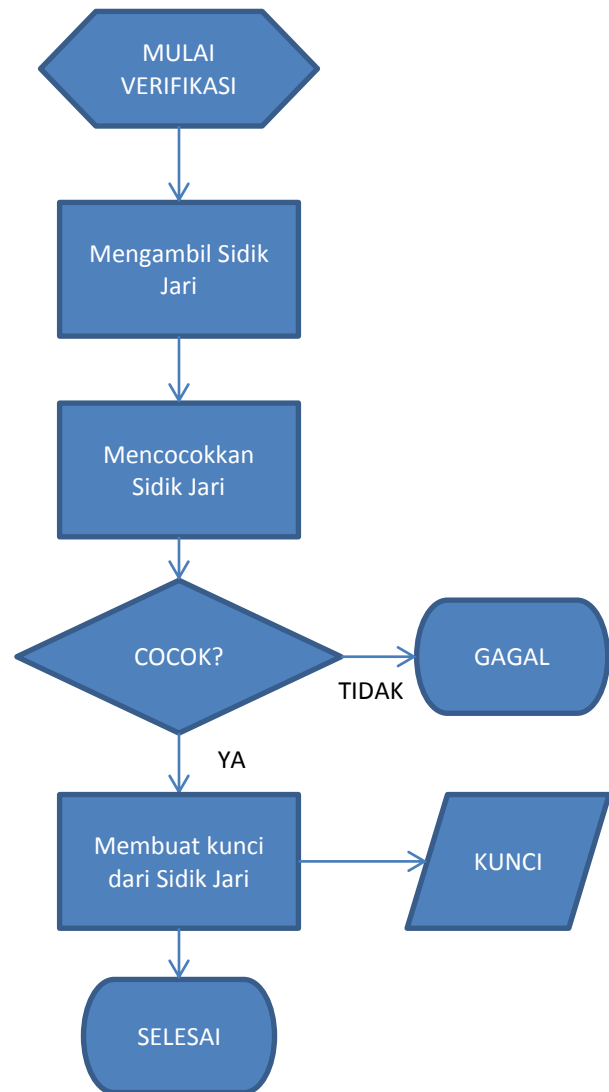 MULAI
VERIFIKASI
Mengambil Sidik
Jari
Mencocokkan
Sidik Jari
COCOK?
TIDAK
GAGAL
YA
Membuat kunci
dari Sidik Jari
KUNCI
SELESAI